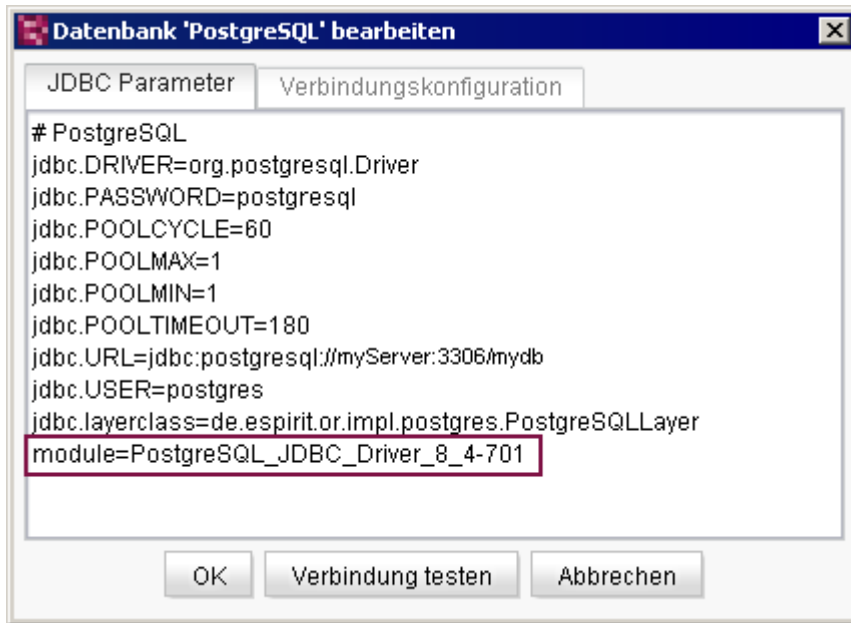 Datenbank 'PostgreSQL' bearbeiten
JDBC Parameter
Verbindungskonfiguration
# PostgreSQL
jdbc.DRIVER=org.postgresql.Driver
jdbc.PASSWORD=postgresql
jdbc.POOLCYCLE=60
jdbc.POOLMAX=1
jdbc.POOLMIN=1
jdbc.POOLTIMEOUT=180
jdbc.URL=jdbc:postgresql://myServer:3306/mydb
jdbc.USER=postgres
jdbc.layerclass=de.espirit.or.impl.postgres.PostgreSQLLayer
module=PostgreSQL_JDBC_Driver_8_4-701
OK
Verbindung testen
Abbrechen